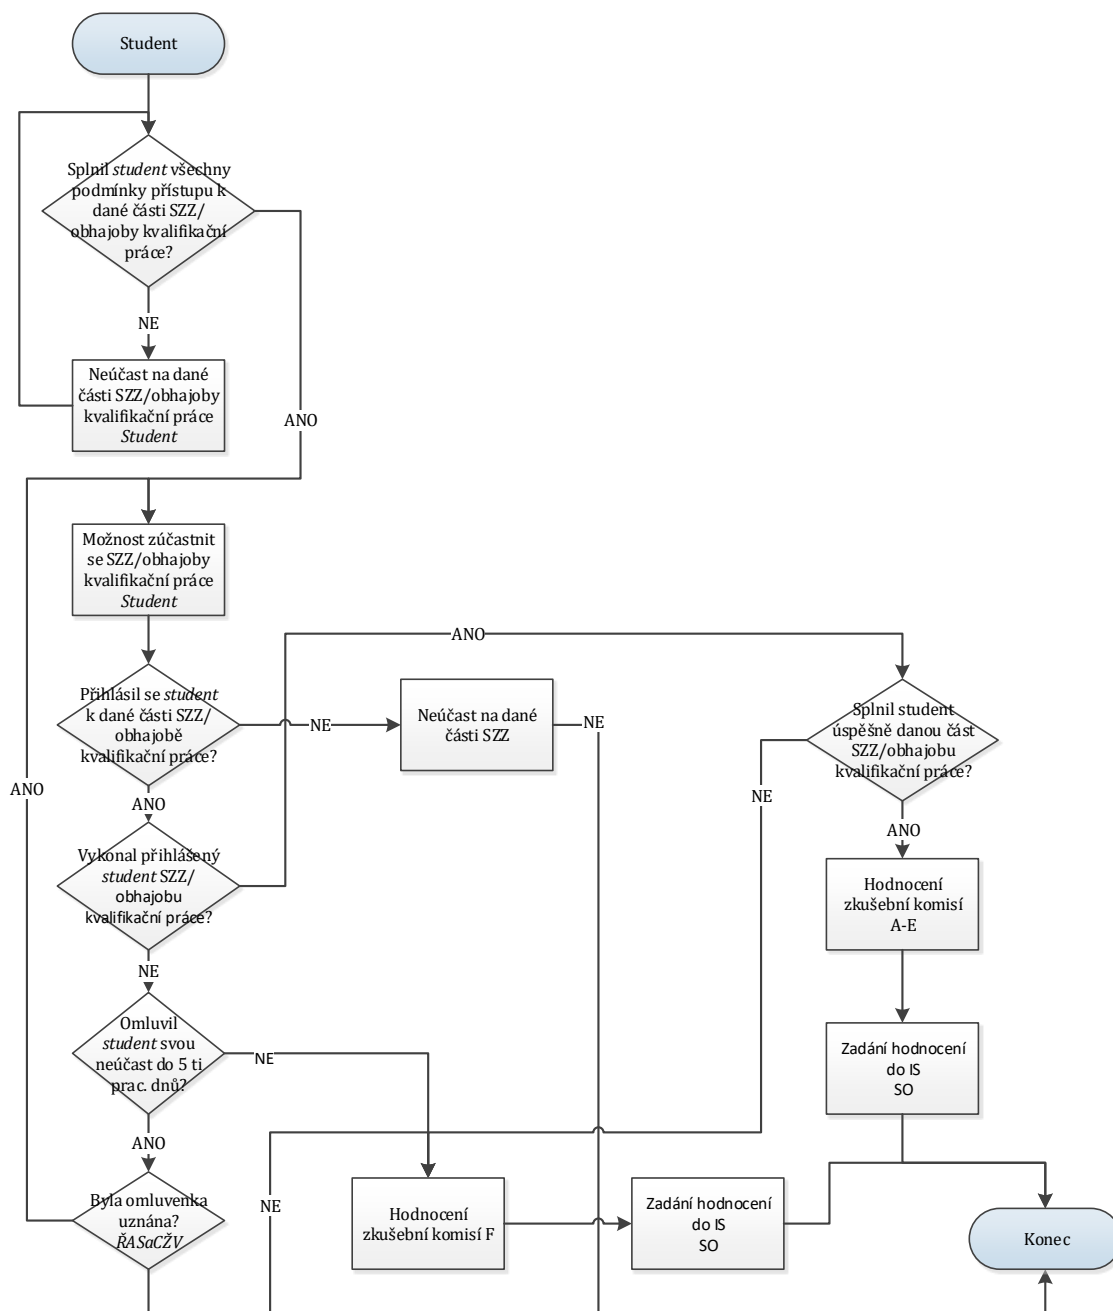 Student
Splnil student všechny
podmínky přístupu k
dané části SZZ/
obhajoby kvalifikační
práce?
NE
Neúčast na dané
části SZZ/obhajoby
kvalifikační práce
Student
ANO
Možnost zúčastnit
se SZZ/obhajoby
kvalifikační práce
Student
ANO
Přihlásil se student
k dané části SZZ/
obhajobě
kvalifikační práce?
NE
Neúčast na dané
části SZZ
NE
Splnil student
úspěšně danou část
SZZ/obhajobu
kvalifikační práce?
ANO
NE
ANO
ANO
Vykonal přihlášený
student SZZ/
obhajobu
kvalifikační práce?
Hodnocení
zkušební komisí
A-E
NE
Omluvil
student svou
neúčast do 5 ti
prac. dnů?
NE
Zadání hodnocení
do IS
SO
ANO
Byla omluvenka
uznána?
ŘASaCŽV
NE
Hodnocení
zkušební komisí F
Zadání hodnocení
do IS
SO
Konec